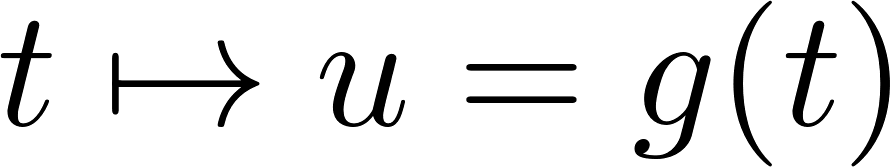 t ↦ u = g(t)